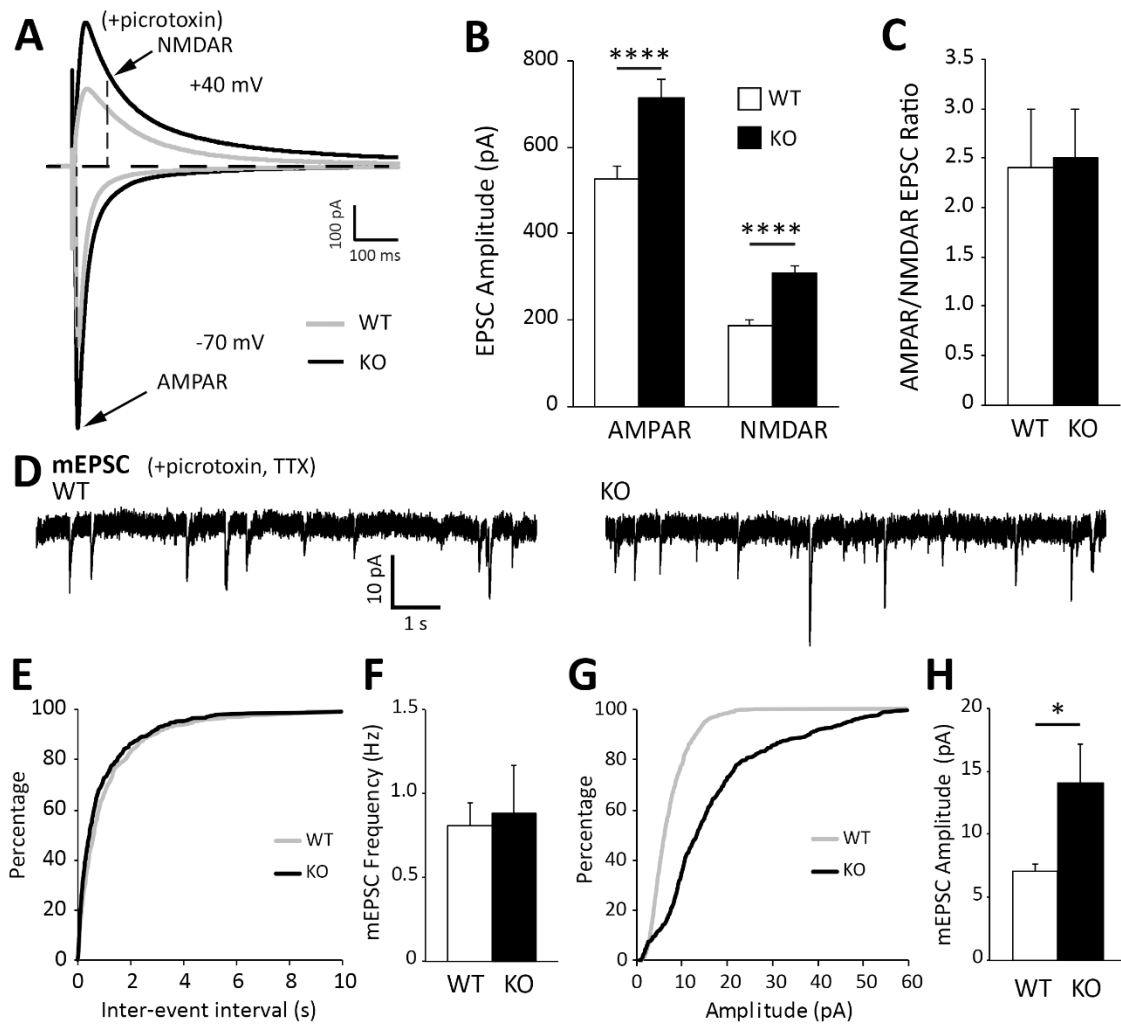 A
(+picrotoxin)
NMDAR
+40 mV
100 pA
100 ms
WT
KO
-70 mV
AMPAR
B
EPSC Amplitude (pA)
800
600
400
200
0
****
****
WT
KO
AMPAR
NMDAR
C
AMPAR/NMDAR EPSC Ratio
3.5
3.0
2.5
2.0
1.5
1.0
0.5
0
WT
KO
D mEPSC (+picrotoxin, TTX)
WT
KO
10 pA
1 s
E
Percentage
100
80
60
40
20
0
WT
KO
0 2 4 6 8 10
Inter-event interval (s)
F
mEPSC Frequency (Hz)
1.5
1.0
0.5
0
WT KO
G
Percentage
100
80
60
40
20
0
WT
KO
0 10 20 30 40 50 60
Amplitude (pA)
H
mEPSC Amplitude (pA)
20
15
10
5
0
*
WT KO